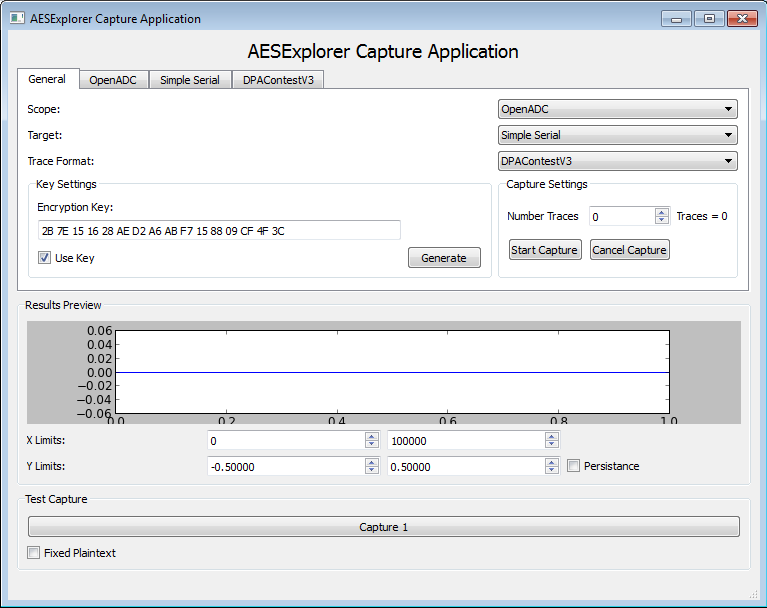 AESExplorer Capture Application
AESExplorer Capture Application
General OpenADC Simple Serial DPAContestV3
Scope: OpenADC
Target: Simple Serial
Trace Format: DPAContestV3
Key Settings
Encryption Key:
2B 7E 15 16 28 AE D2 A6 AB F7 15 88 09 CF 4F 3C
Use Key Generate
Capture Settings
Number Traces 0 Traces = 0
Start Capture Cancel Capture
Results Preview
0.06
0.04
0.02
0.00
−0.02
−0.04
−0.06
0.0 0.2 0.4 0.6 0.8 1.0
X Limits: 0 100000
Y Limits: -0.50000 0.50000 Persistance
Test Capture
Capture 1
Fixed Plaintext